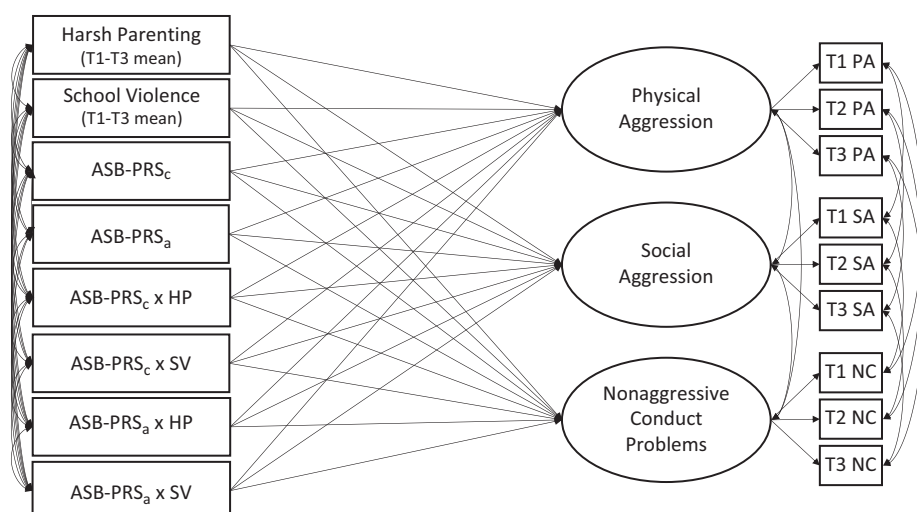 Harsh Parenting
(T1-T3 mean)
School Violence
(T1-T3 mean)
ASB-PRSc
ASB-PRSa
ASB-PRSc x HP
ASB-PRSc x SV
ASB-PRSa x HP
ASB-PRSa x SV
Physical
Aggression
Social
Aggression
Nonaggressive
Conduct
Problems
T1 PA
T2 PA
T3 PA
T1 SA
T2 SA
T3 SA
T1 NC
T2 NC
T3 NC